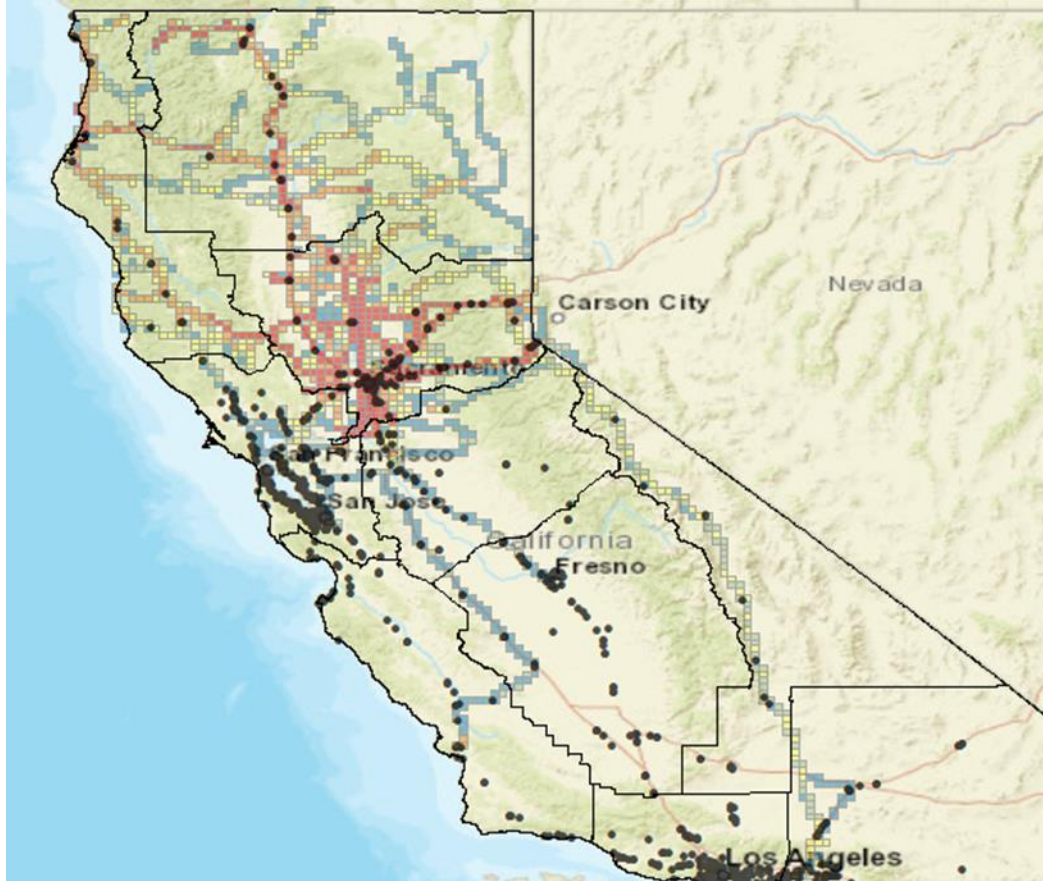 Nevada
Carson City
Sacramento
San Francisco
San Jose
California
Fresno
Los Angeles